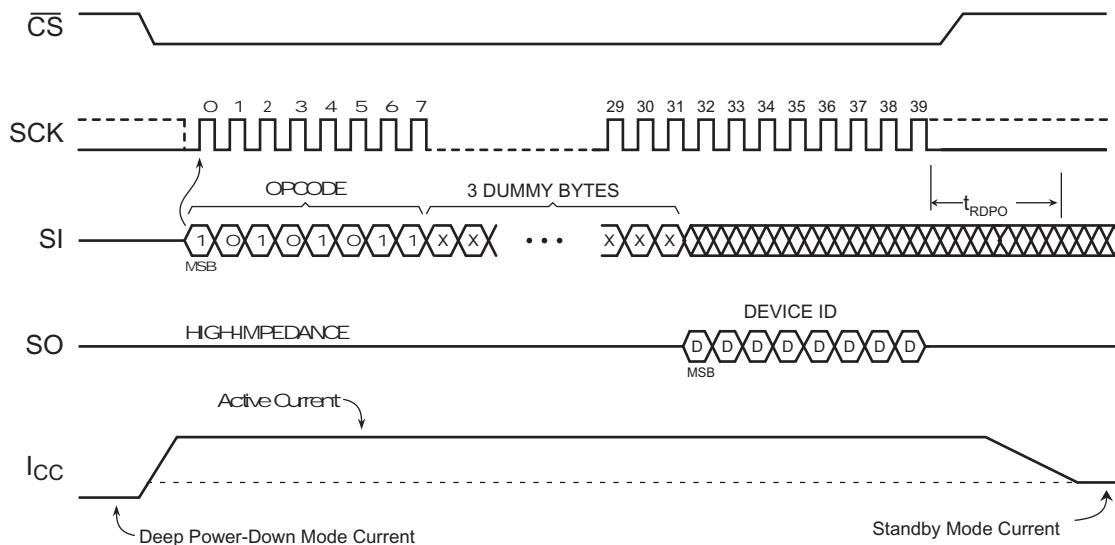 CS
0 1 2 3 4 5 6 7 29 30 31 32 33 34 35 36 37 38 39
SCK
OPCODE 3 DUMMY BYTES tRDPO
SI 1 0 1 0 1 0 1 1 X X • • • X X X
MSB
DEVICE ID
SO HIGH-IMPEDANCE D D D D D D D D
MSB
Active Current
ICC
Deep Power-Down Mode Current Standby Mode Current